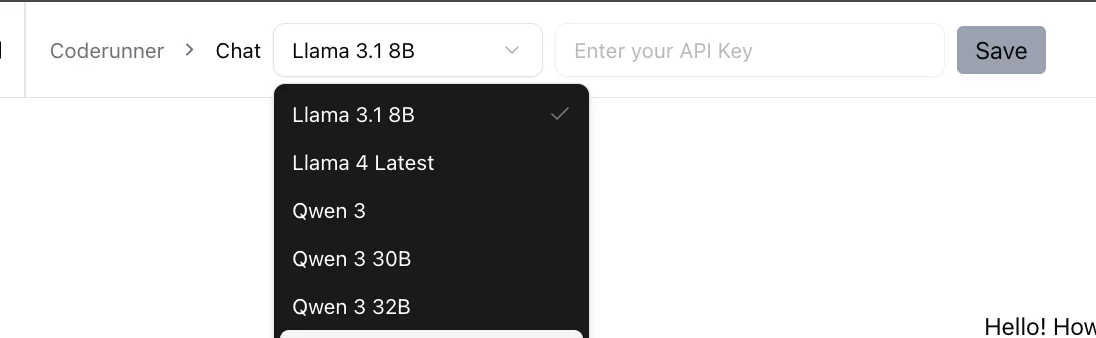 Coderunner > Chat Llama 3.1 8B Enter your API Key Save
Llama 3.1 8B
Llama 4 Latest
Qwen 3
Qwen 3 30B
Qwen 3 32B
Hello! How